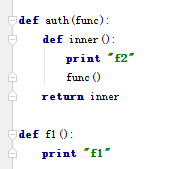 def auth(func):
    def inner():
        print "f2"
        func()
    return inner

def f1():
    print "f1"